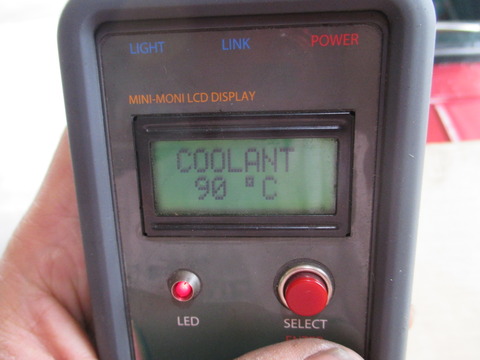 LIGHT LINK POWER
MINI-MONI LCD DISPLAY
COOLANT
90 °C
LED
SELECT